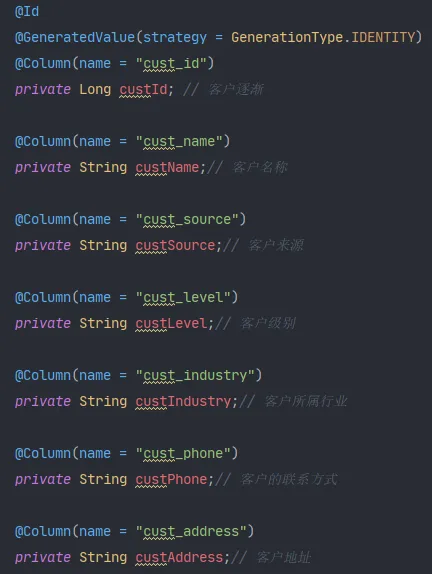 @Id
@GeneratedValue(strategy = GenerationType.IDENTITY)
@Column(name = "cust_id")
private Long custId; // 客户逐渐
@Column(name = "cust_name")
private String custName;// 客户名称
@Column(name = "cust_source")
private String custSource;// 客户来源
@Column(name = "cust_level")
private String custLevel;// 客户级别
@Column(name = "cust_industry")
private String custIndustry;// 客户所属行业
@Column(name = "cust_phone")
private String custPhone;// 客户的联系方式
@Column(name = "cust_address")
private String custAddress;// 客户地址